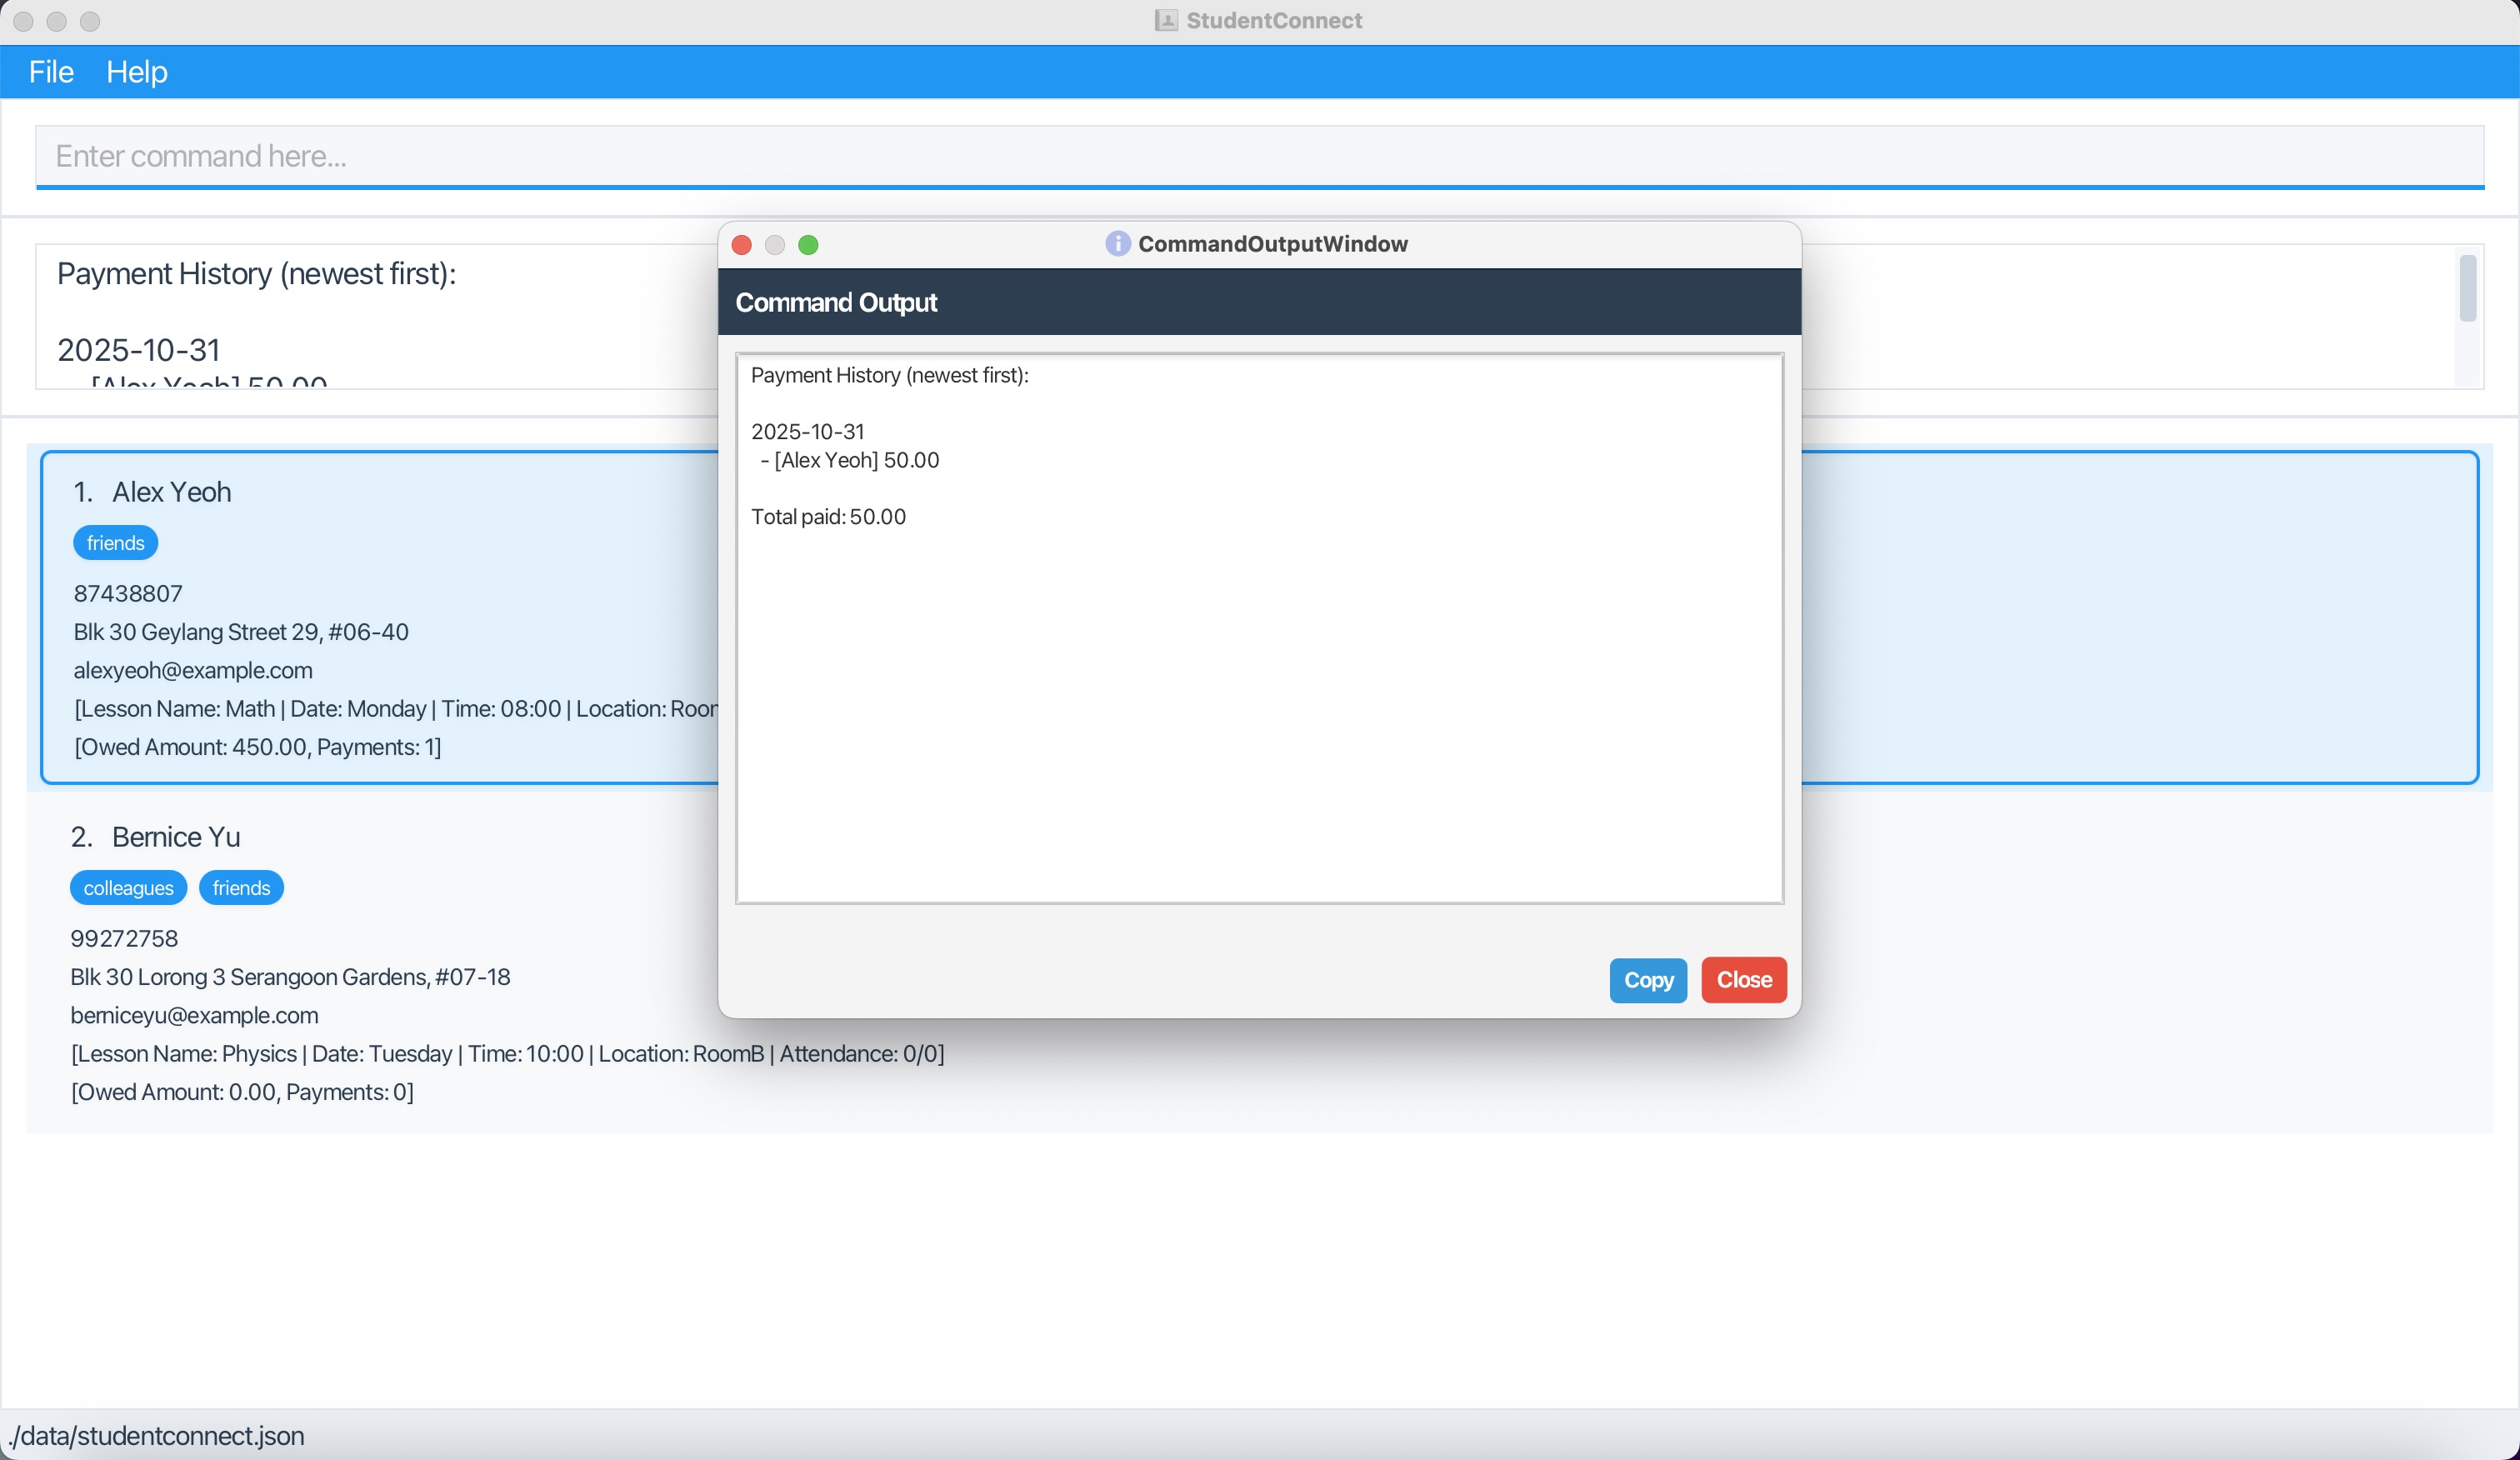 StudentConnect
File Help
Enter command here...
Payment History (newest first):
2025-10-31
[Alex Yeoh] 50.00
1. Alex Yeoh
friends
87438807
Blk 30 Geylang Street 29, #06-40
alexyeoh@example.com
[Lesson Name: Math | Date: Monday | Time: 08:00 | Location:
[Owed Amount: 450.00, Payments: 1]
2. Bernice Yu
colleagues friends
99272758
Blk 30 Lorong 3 Serangoon Gardens, #07-18
berniceyu@example.com
[Lesson Name: Physics | Date: Tuesday | Time: 10:00 | Location: RoomB | Attendance: 0/0]
[Owed Amount: 0.00, Payments: 0]
CommandOutputWindow
Command Output
Payment History (newest first):
2025-10-31
- [Alex Yeoh] 50.00
Total paid: 50.00
Copy Close
./data/studentconnect.json